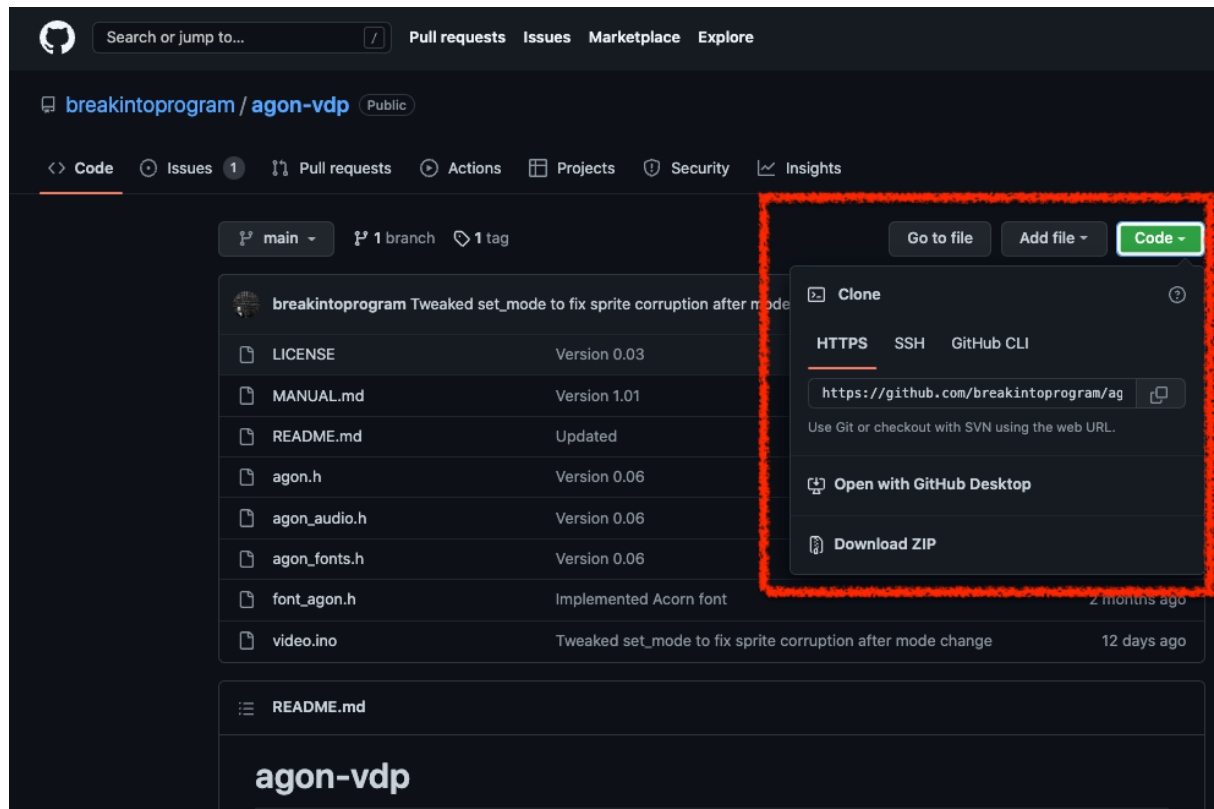 Search or jump to... / Pull requests Issues Marketplace Explore
breakintoprogram / agon-vdp Public
<> Code Issues 1 Pull requests Actions Projects Security Insights
main 1 branch 1 tag Go to file Add file Code
breakintoprogram Tweaked set_mode to fix sprite corruption after mode
Clone
HTTPS SSH GitHub CLI
https://github.com/breakintoprogram/ag
Use Git or checkout with SVN using the web URL.
Open with GitHub Desktop
Download ZIP
LICENSE Version 0.03
MANUAL.md Version 1.01
README.md Updated
agon.h Version 0.06
agon_audio.h Version 0.06
agon_fonts.h Version 0.06
font_agon.h Implemented Acorn font 2 months ago
video.ino Tweaked set_mode to fix sprite corruption after mode change 12 days ago
README.md
agon-vdp